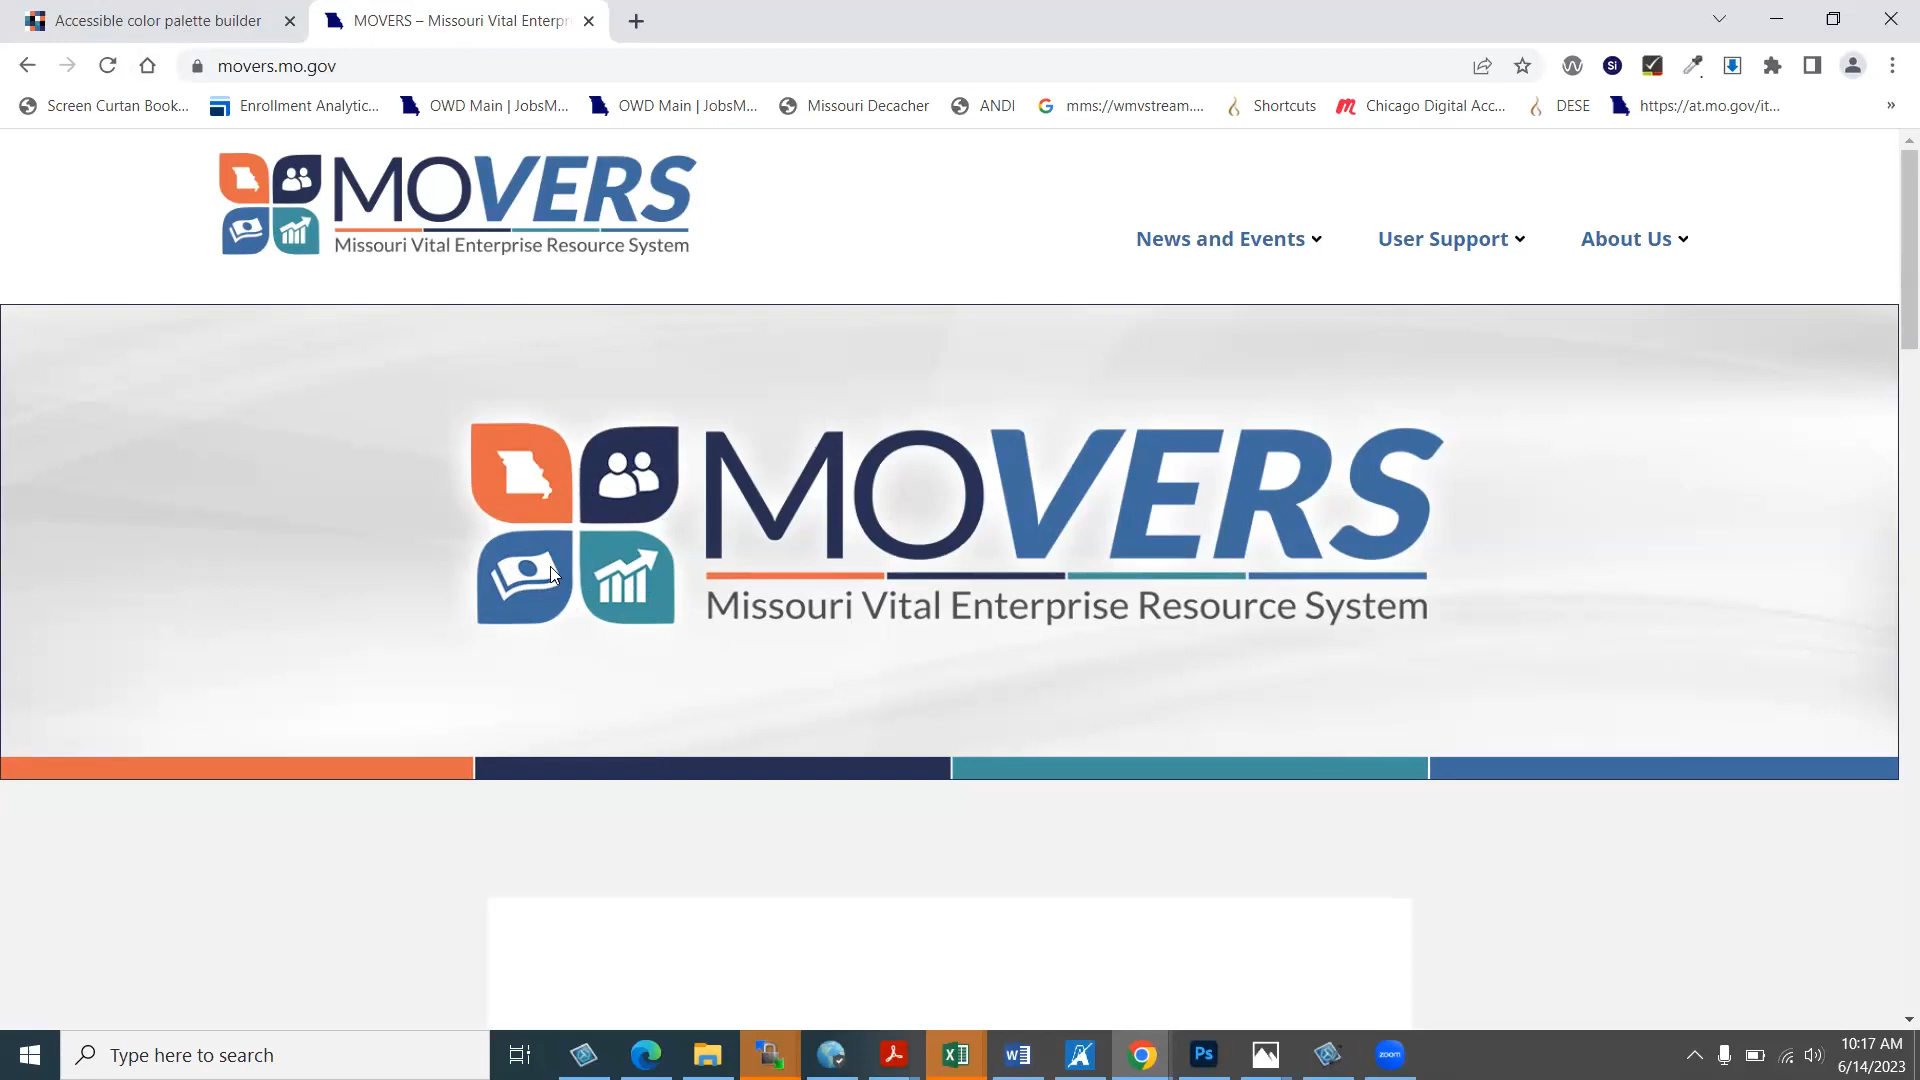 Accessible color palette builder
MOVERS – Missouri Vital Enterpr
movers.mo.gov
Screen Curtan Book...
Enrollment Analytic...
OWD Main | JobsM...
OWD Main | JobsM...
Missouri Decacher
ANDI
mms://wmvstream....
Shortcuts
Chicago Digital Acc...
DESE
https://at.mo.gov/it...
»
MOVERS
Missouri Vital Enterprise Resource System
News and Events
User Support
About Us
MOVERS
Missouri Vital Enterprise Resource System
Type here to search
Ps
zoom
10:17 AM
6/14/2023